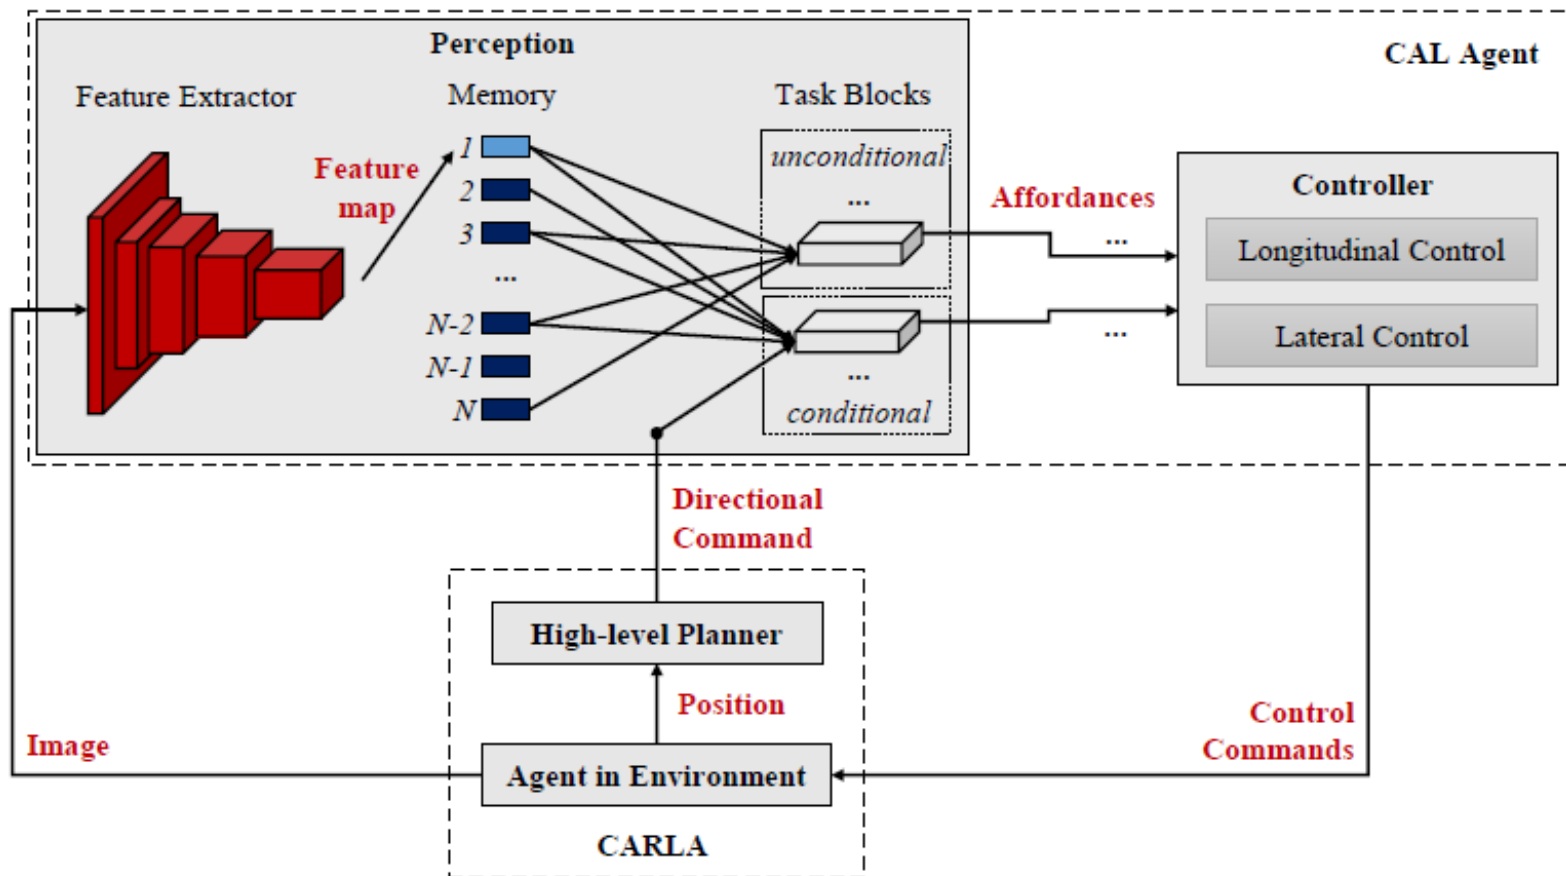 Perception
CAL Agent
Feature Extractor
Memory
Task Blocks
Feature
map
1
2
3
...
N-2
N-1
N
unconditional
...
...
conditional
Affordances
...
...
Controller
Longitudinal Control
Lateral Control
Directional
Command
High-level Planner
Position
Image
Agent in Environment
Control
Commands
CARLA